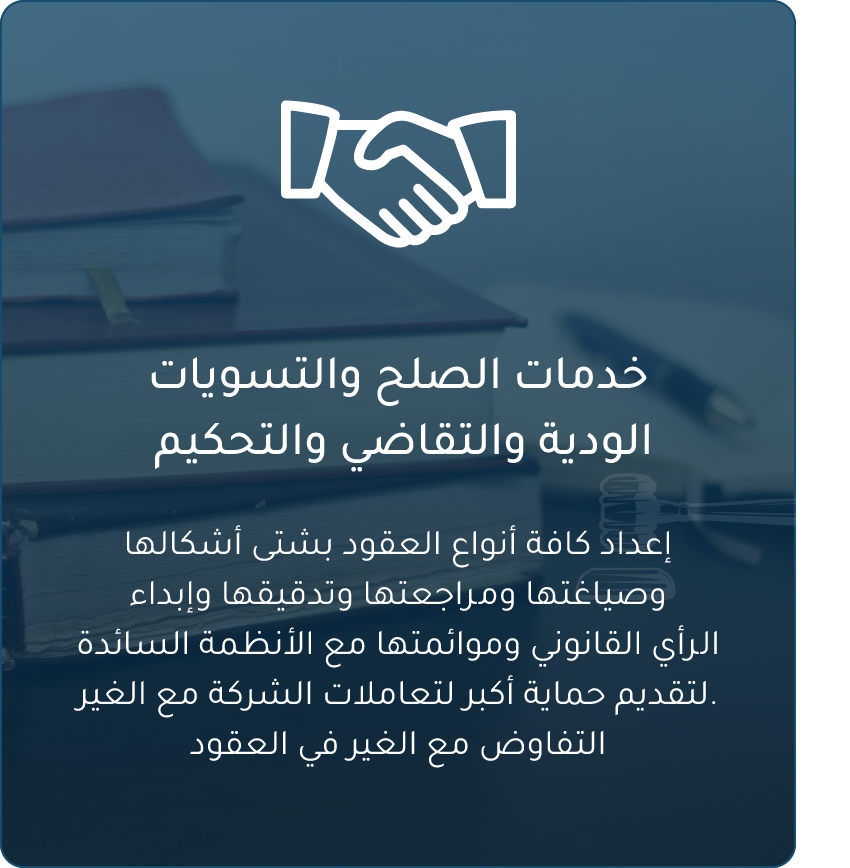 خدمات الصلح والتسويات
الودية والتقاضي والتحكيم
إعداد كافة أنواع العقود بشتى أشكالها
وصياغتها ومراجعتها وتدقيقها وإبداء
الرأي القانوني وموائمتها مع الأنظمة السائدة
.لتقديم حماية أكبر لتعاملات الشركة مع الغير
التفاوض مع الغير في العقود